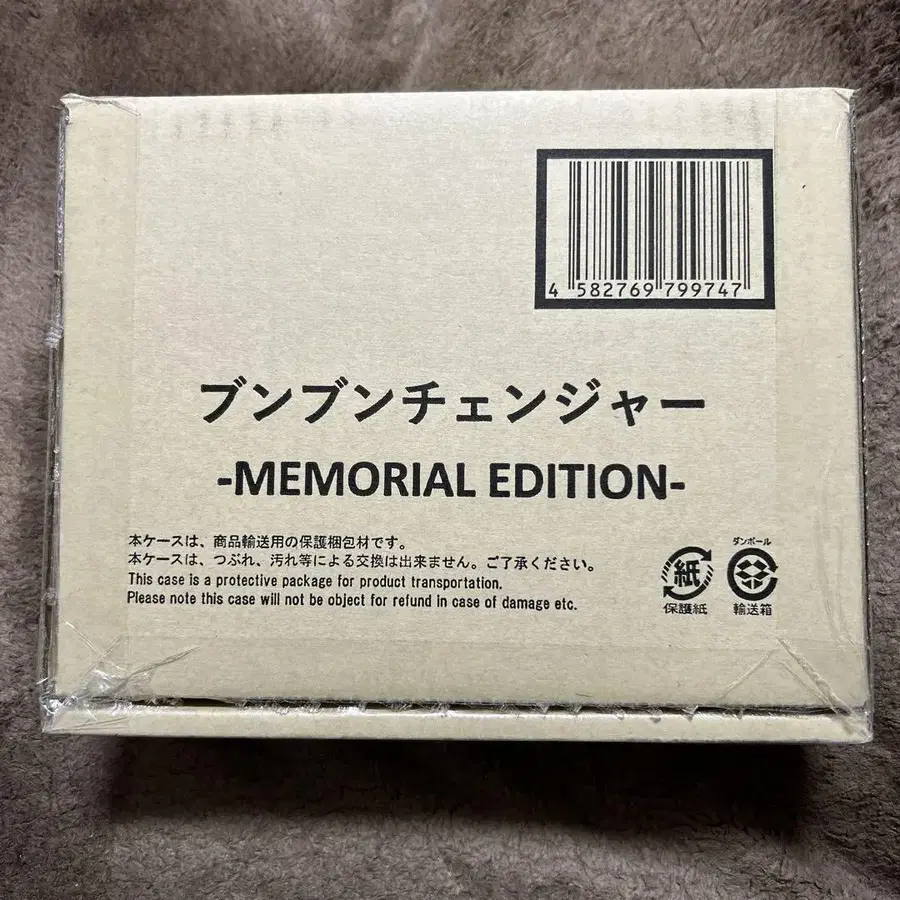 4 582769 799747
ブンブンチェンジャー
-MEMORIAL EDITION-
本ケースは、商品輸送用の保護梱包材です。
本ケースは、つぶれ、汚れ等による交換は出来ません。ご了承ください。
This case is a protective package for product transportation.
Please note this case will not be object for refund in case of damage etc.
紙
保護紙
ダンボール
輸送箱